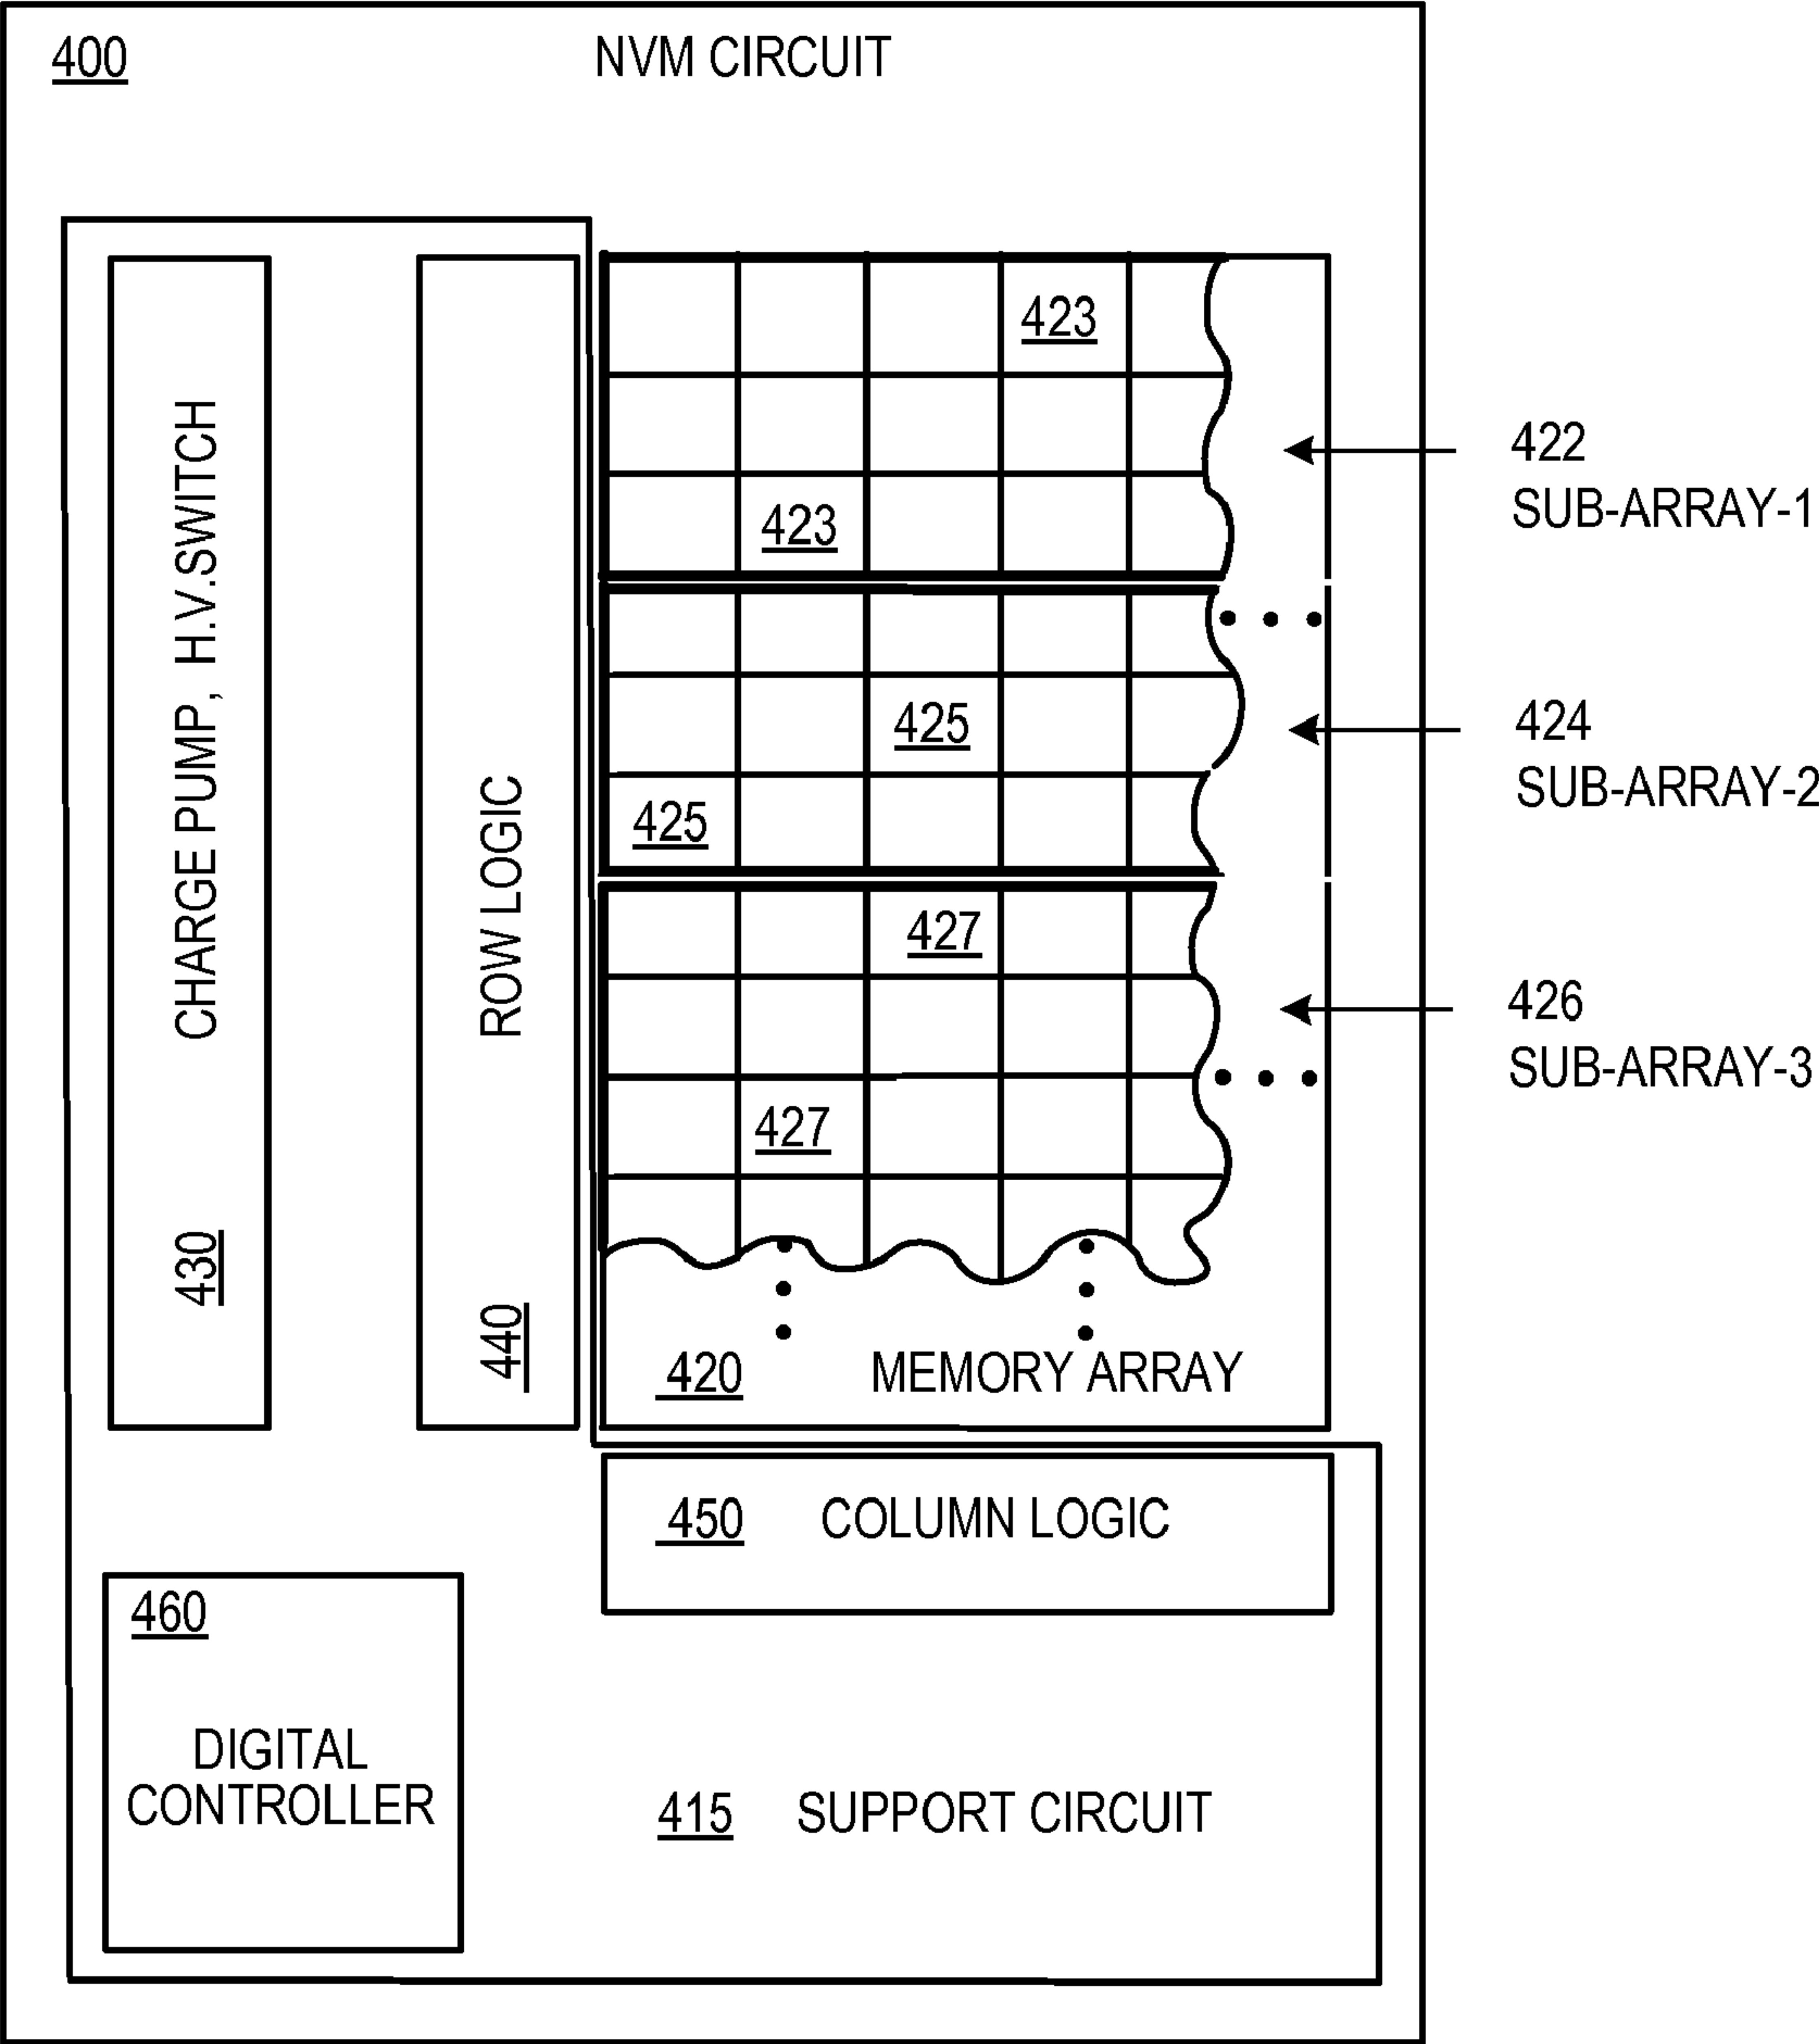 400
NVM CIRCUIT
423
423
422
SUB-ARRAY-1
425
425
424
SUB-ARRAY-2
427
427
426
SUB-ARRAY-3
CHARGE PUMP, H.V.SWITCH
430
ROW LOGIC
440
420 MEMORY ARRAY
450 COLUMN LOGIC
460
DIGITAL
CONTROLLER
415 SUPPORT CIRCUIT